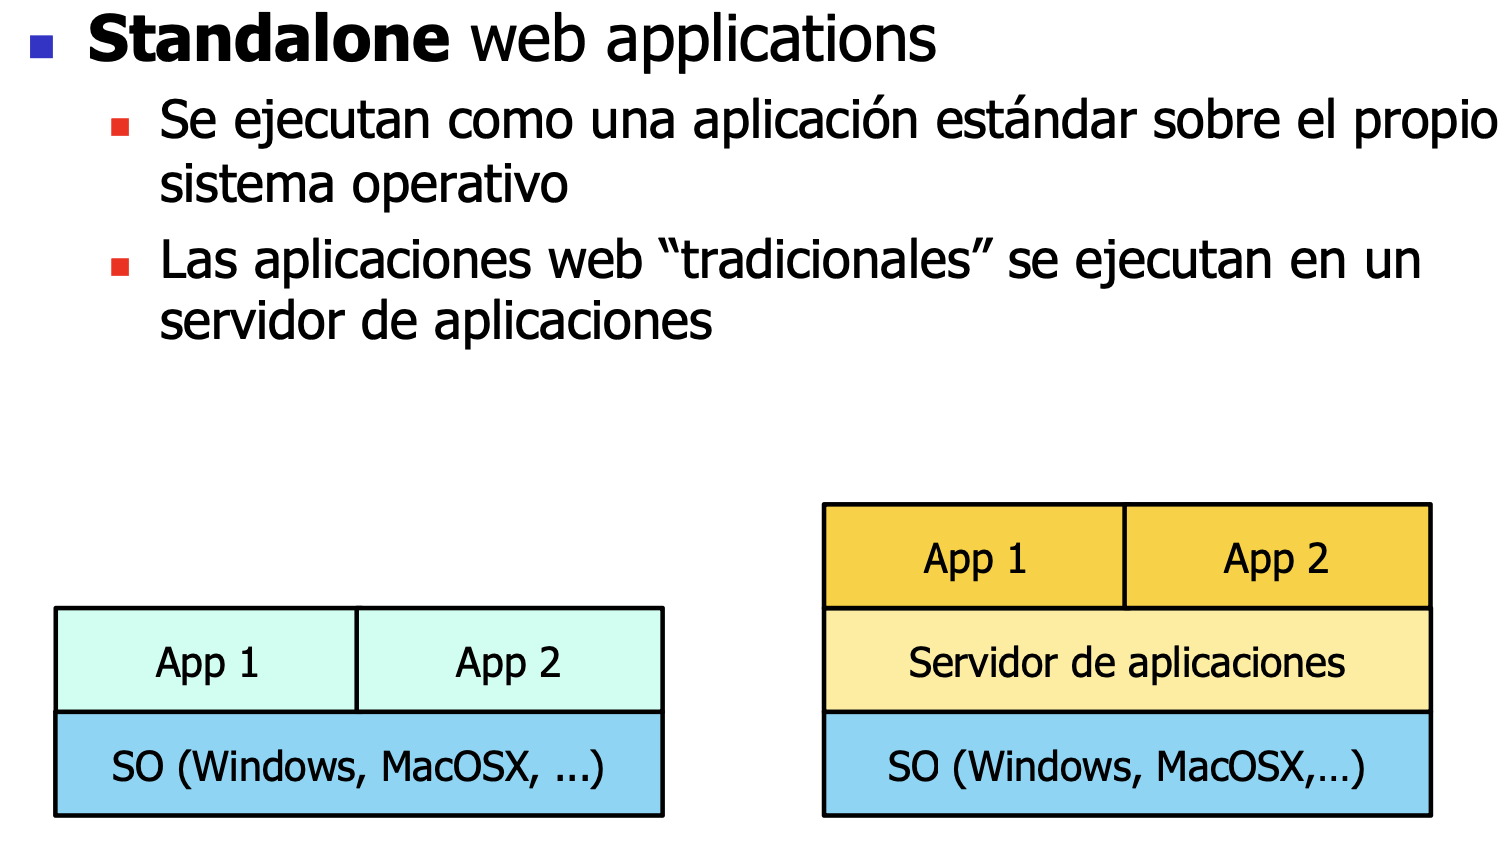 Standalone web applications
Se ejecutan como una aplicación estándar sobre el propio
sistema operativo
Las aplicaciones web “tradicionales” se ejecutan en un
servidor de aplicaciones
App 1
App 2
SO (Windows, MacOSX, ...)
App 1
App 2
Servidor de aplicaciones
SO (Windows, MacOSX,...)